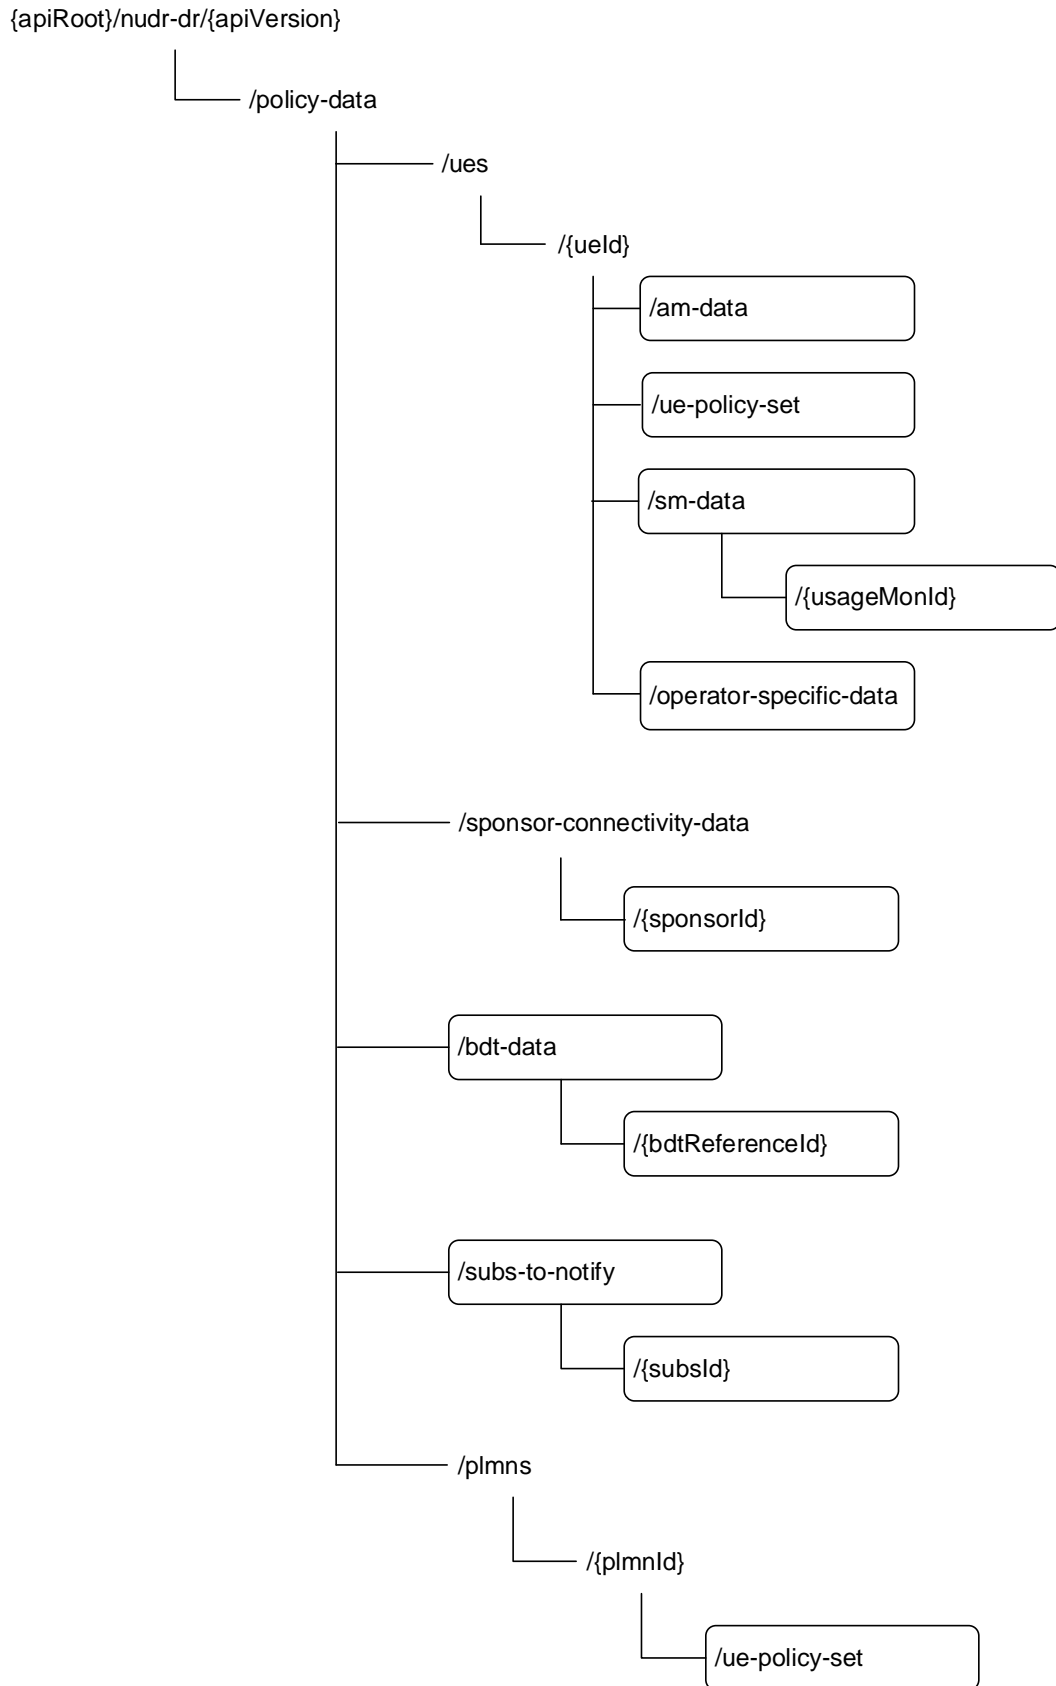 {apiRoot}/nudr-dr/{apiVersion}
/policy-data
/ues
/{ueId}
/am-data
/ue-policy-set
/sm-data
/{usageMonId}
/operator-specific-data
/sponsor-connectivity-data
/{sponsorId}
/bdt-data
/{bdtReferenceId}
/subs-to-notify
/{subsId}
/plmns
/{plmnId}
/ue-policy-set